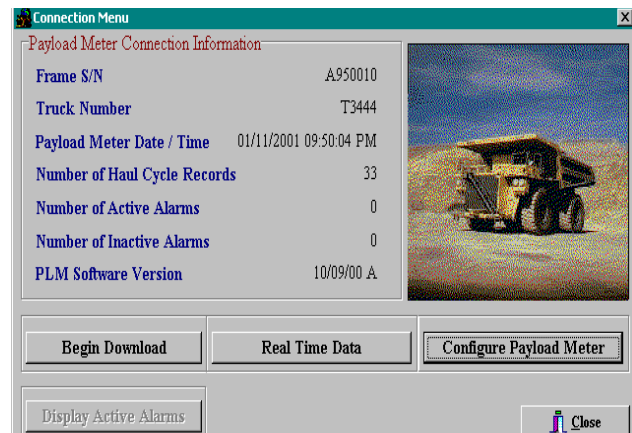 Connection Menu
Payload Meter Connection Information
Frame S/N A950010
Truck Number T3444
Payload Meter Date / Time 01/11/2001 09:50:04 PM
Number of Haul Cycle Records 33
Number of Active Alarms 0
Number of Inactive Alarms 0
PLM Software Version 10/09/00 A
Begin Download Real Time Data Configure Payload Meter
Display Active Alarms Close